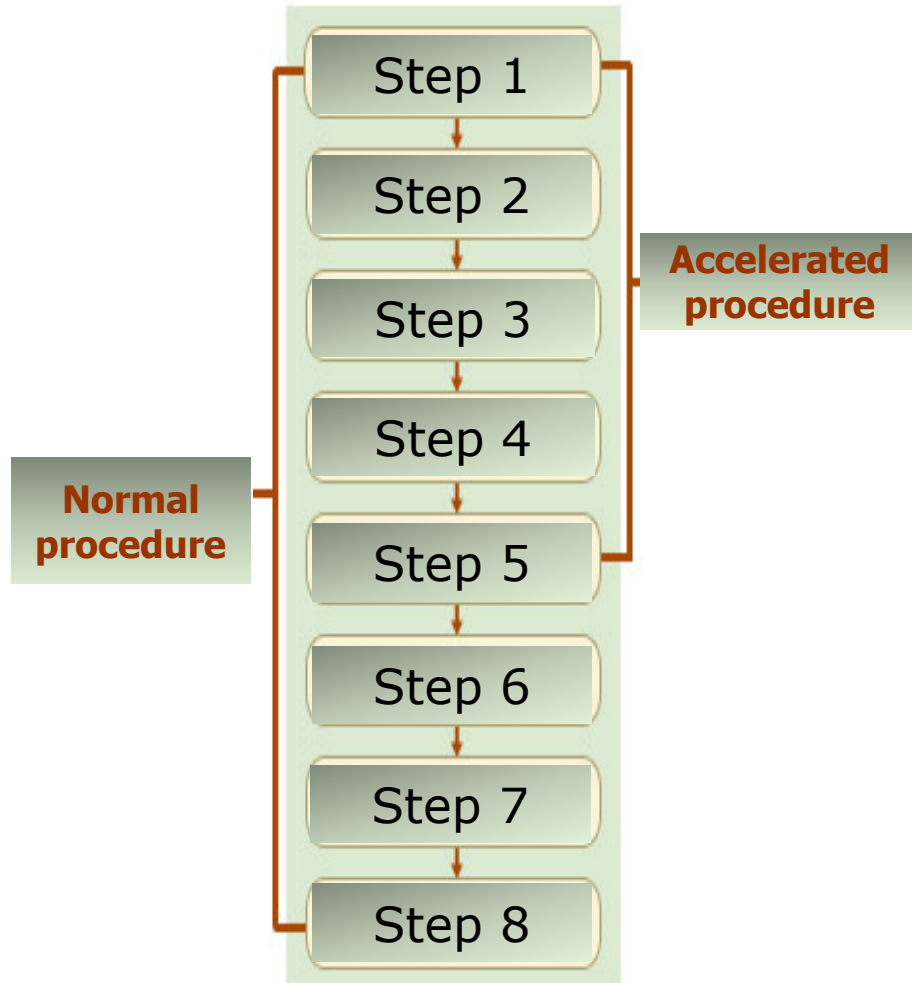 Step 1
Step 2
Accelerated
procedure
Step 3
Step 4
Normal
procedure
Step 5
Step 6
Step 7
Step 8